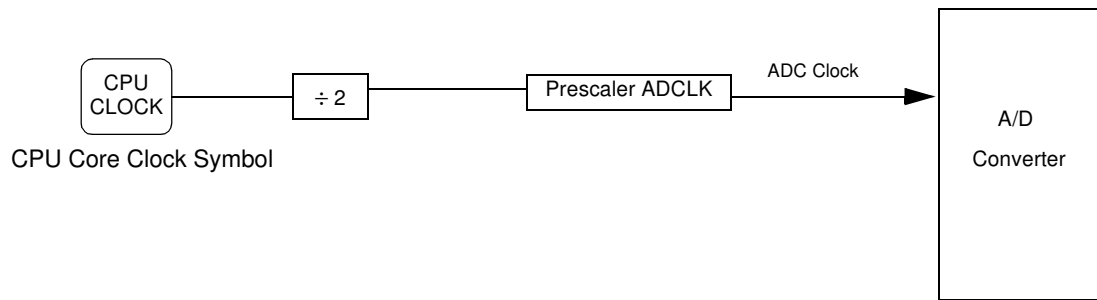 CPU
CLOCK
÷ 2
Prescaler ADCLK
ADC Clock
A/D
Converter
CPU Core Clock Symbol